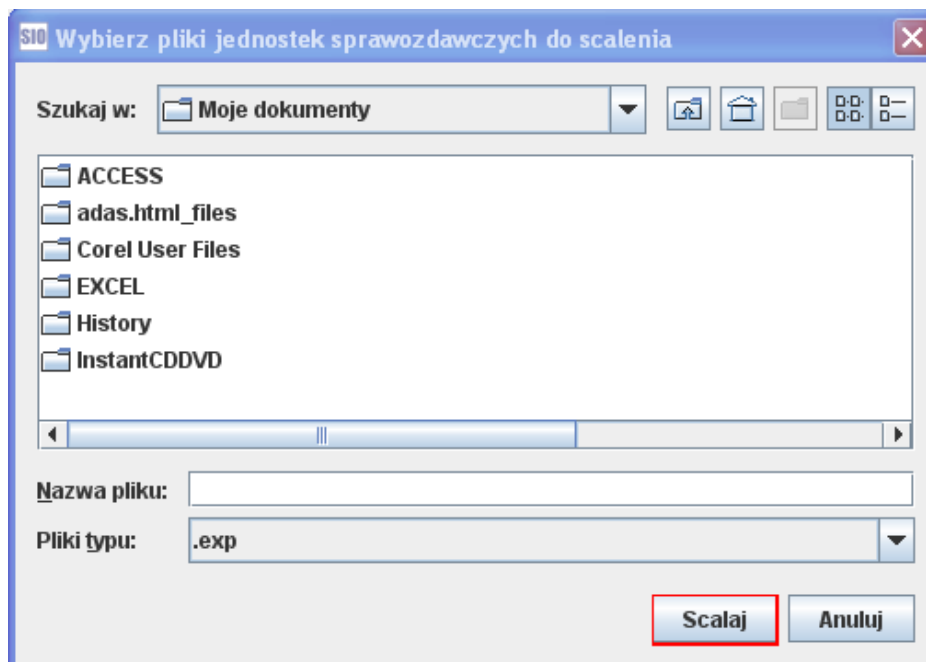 SIO Wybierz pliki jednostek sprawozdawczych do scalenia
Szukaj w: Moje dokumenty
ACCESS
adas.html_files
Corel User Files
EXCEL
History
InstantCDDVD
Nazwa pliku:
Pliki typu: .exp
Scalaj Anuluj